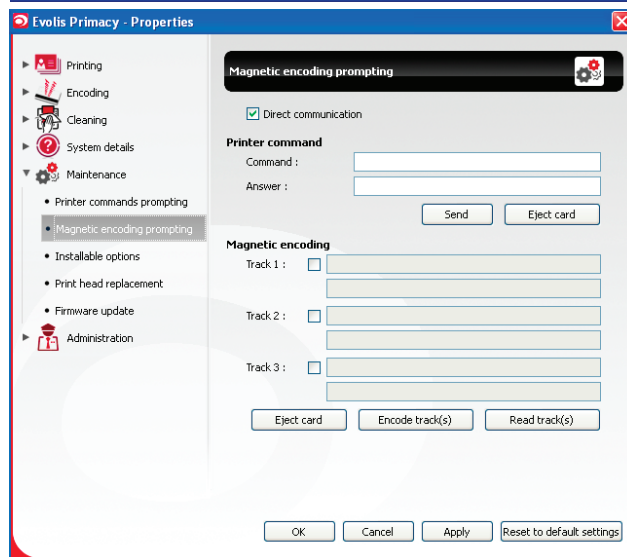 Evolis Primacy - Properties
Printing
Encoding
Cleaning
System details
Maintenance
Printer commands prompting
Magnetic encoding prompting
Installable options
Print head replacement
Firmware update
Administration
Magnetic encoding prompting
Direct communication
Printer command
Command :
Answer :
Send Eject card
Magnetic encoding
Track 1 :
Track 2 :
Track 3 :
Eject card Encode track(s) Read track(s)
OK Cancel Apply Reset to default settings